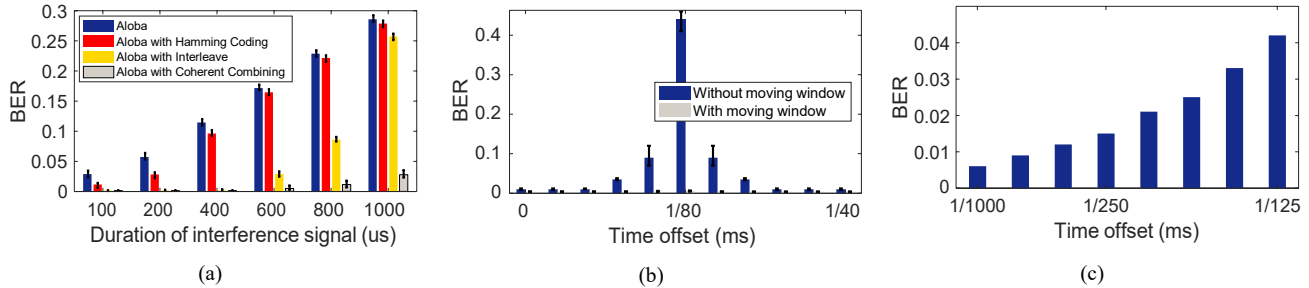 0.3
0.25
0.2
0.15
0.1
0.05
0
BER
Aloba
Aloba with Hamming Coding
Aloba with Interleave
Aloba with Coherent Combining
100 200 400 600 800 1000
Duration of interference signal (us)
(a)
0.4
0.2
0.1
0
BER
Without moving window
With moving window
0 1/80 1/40
Time offset (ms)
(b)
0.04
0.03
0.02
0.01
0.00
BER
1/1000 1/250 1/125
Time offset (ms)
(c)